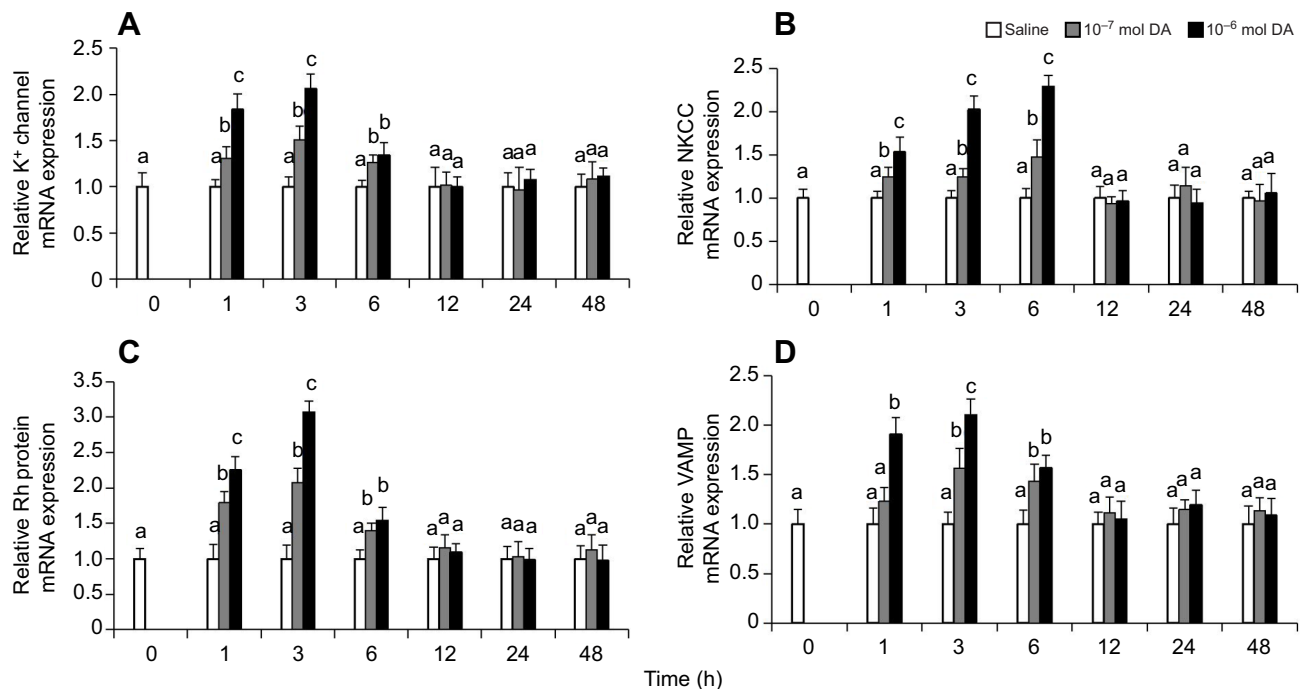 A
Relative K⁺ channel
mRNA expression
2.5
2.0
1.5
1.0
0.5
0
a
a b c
a b c
a b b
a a a
a a a
a a a
0 1 3 6 12 24 48
B
Saline 10⁻⁷ mol DA 10⁻⁶ mol DA
Relative NKCC
mRNA expression
2.5
2.0
1.5
1.0
0.5
0
a
a b c
a b c
a b c
a a a
a a a
a a a
0 1 3 6 12 24 48
C
Relative Rh protein
mRNA expression
3.5
3.0
2.5
2.0
1.5
1.0
0.5
0
a
a b c
a b c
a b b
a a a
a a a
a a a
0 1 3 6 12 24 48
D
Relative VAMP
mRNA expression
2.5
2.0
1.5
1.0
0.5
0
a
a a b
a b c
a b b
a a a
a a a
a a a
0 1 3 6 12 24 48
Time (h)